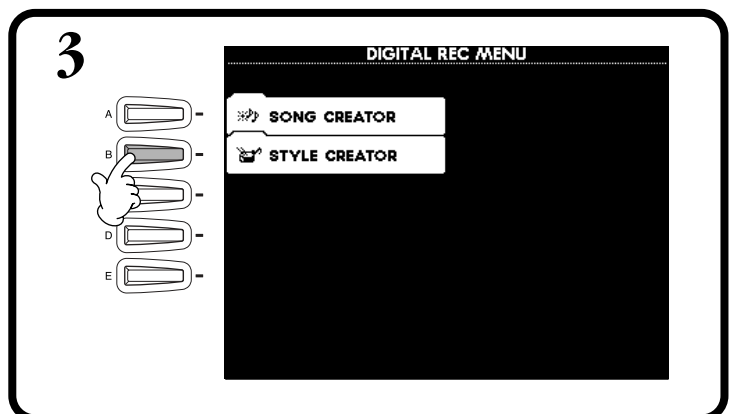 3
DIGITAL REC MENU
A
SONG CREATOR
B
STYLE CREATOR
D
E